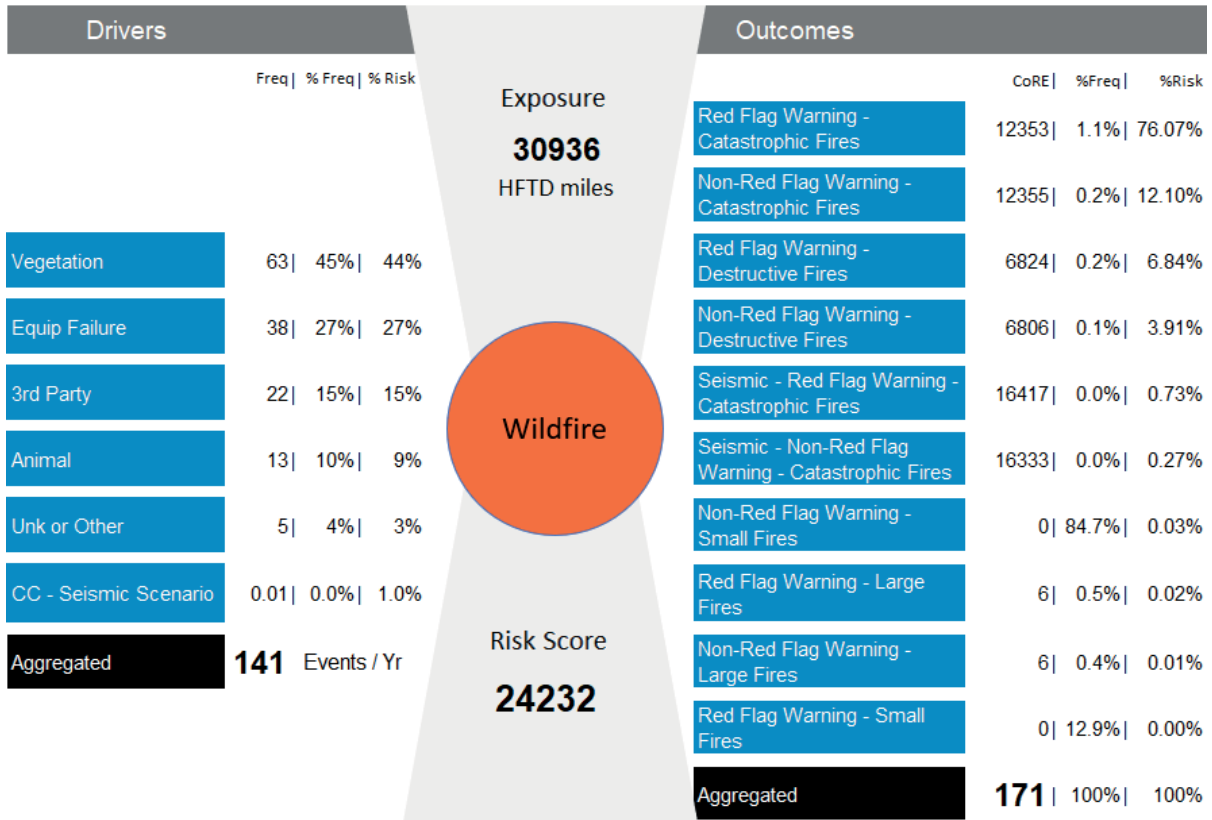 Drivers
Freq| % Freq| % Risk
Vegetation 63| 45%| 44%
Equip Failure 38| 27%| 27%
3rd Party 22| 15%| 15%
Animal 13| 10%| 9%
Unk or Other 5| 4%| 3%
CC - Seismic Scenario 0.01| 0.0%| 1.0%
Aggregated 141 Events / Yr
Exposure
30936
HFTD miles
Wildfire
Risk Score
24232
Outcomes
CoRE| %Freq| %Risk
Red Flag Warning -
Catastrophic Fires 12353| 1.1%| 76.07%
Non-Red Flag Warning -
Catastrophic Fires 12355| 0.2%| 12.10%
Red Flag Warning -
Destructive Fires 6824| 0.2%| 6.84%
Non-Red Flag Warning -
Destructive Fires 6806| 0.1%| 3.91%
Seismic - Red Flag Warning -
Catastrophic Fires 16417| 0.0%| 0.73%
Seismic - Non-Red Flag
Warning - Catastrophic Fires 16333| 0.0%| 0.27%
Non-Red Flag Warning -
Small Fires 0| 84.7%| 0.03%
Red Flag Warning - Large
Fires 6| 0.5%| 0.02%
Non-Red Flag Warning -
Large Fires 6| 0.4%| 0.01%
Red Flag Warning - Small
Fires 0| 12.9%| 0.00%
Aggregated 171| 100%| 100%